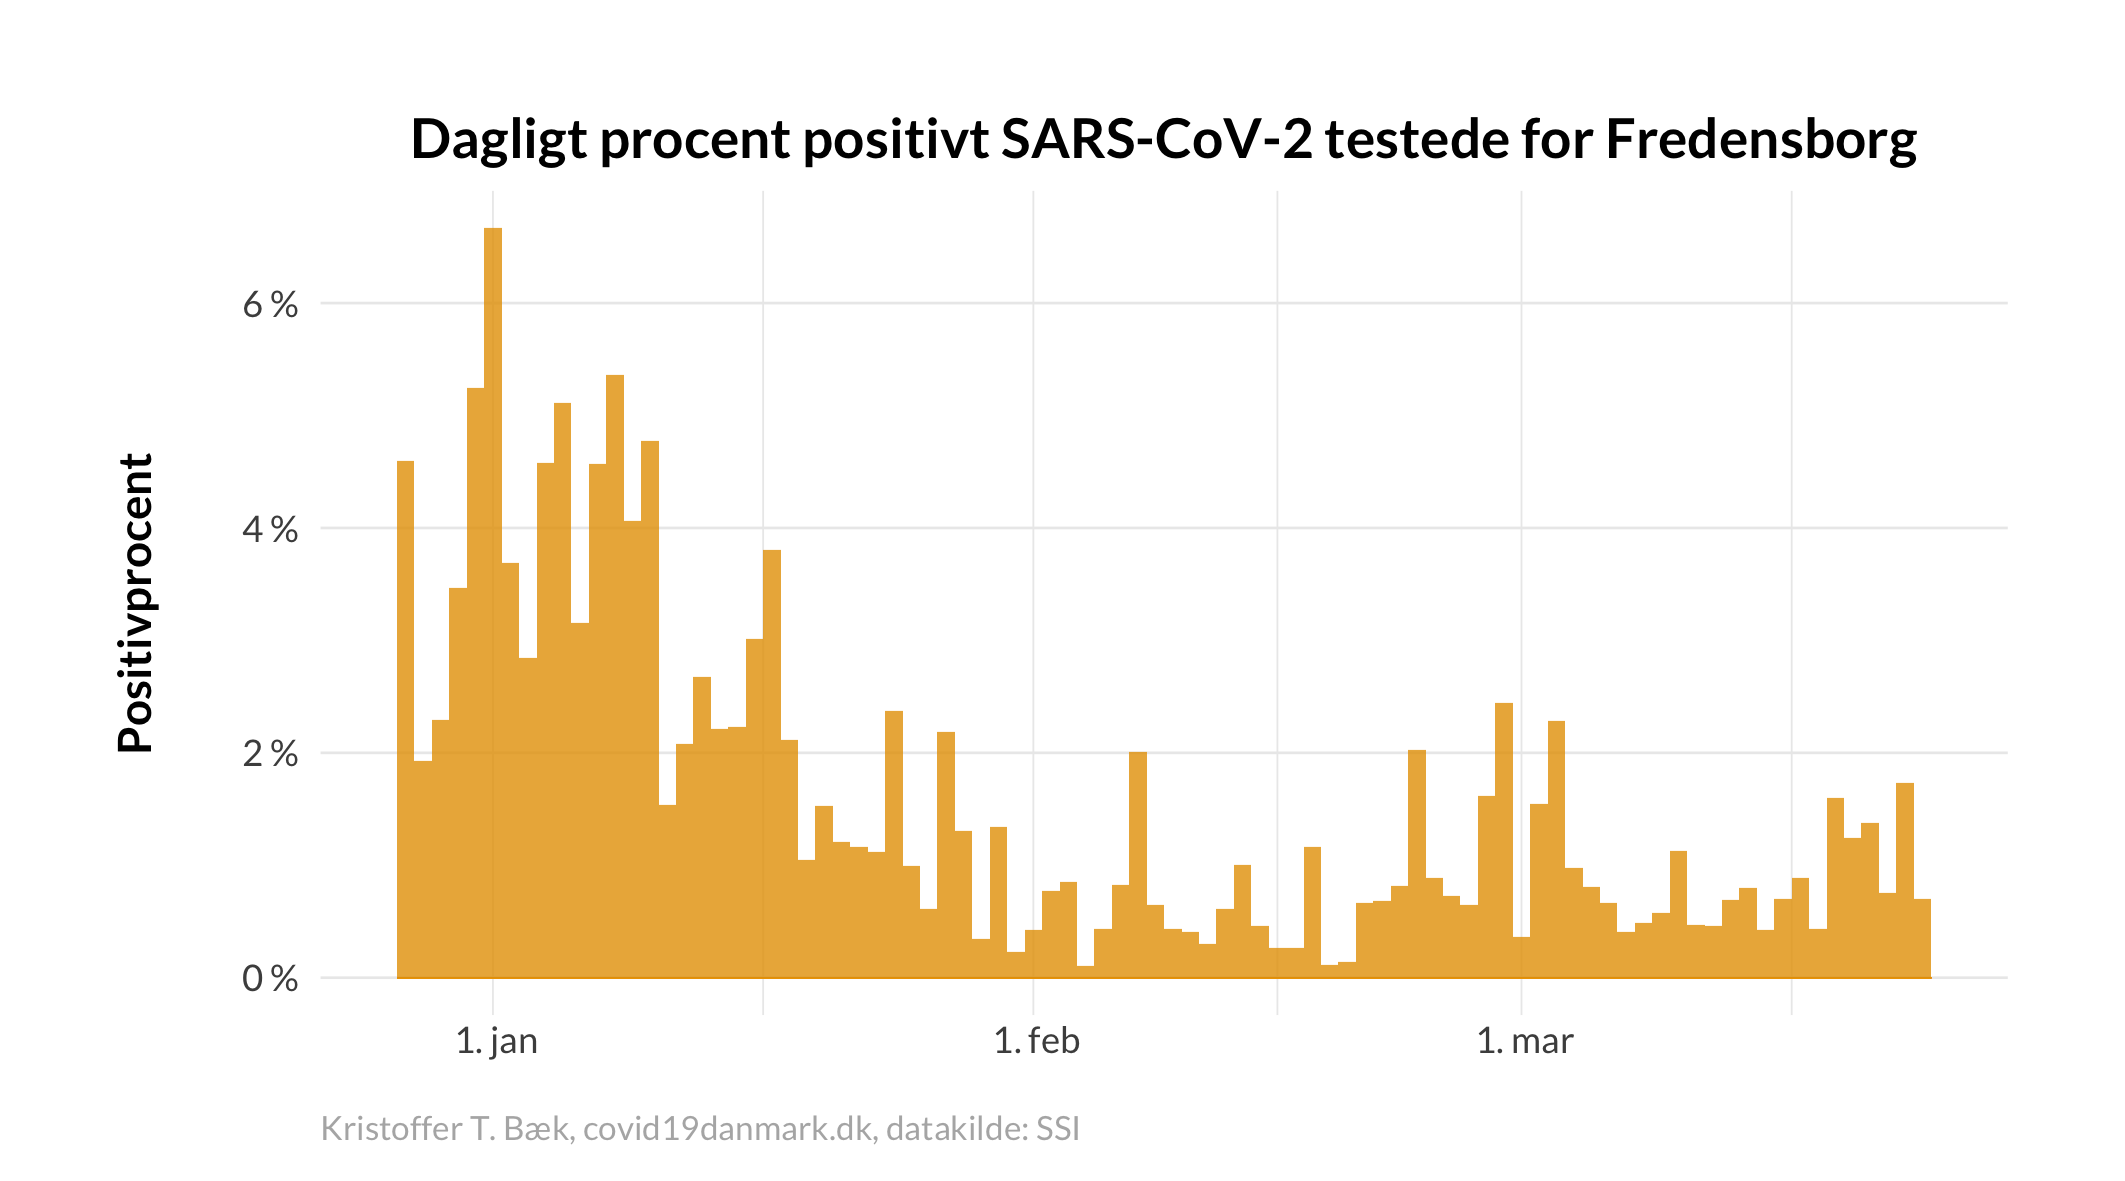 Dagligt procent positivt SARS-CoV-2 testede for Fredensborg
Positivprocent
6 %
4 %
2 %
0 %
1. jan
1. feb
1. mar
Kristoffer T. Bæk, covid19danmark.dk, datakilde: SSI